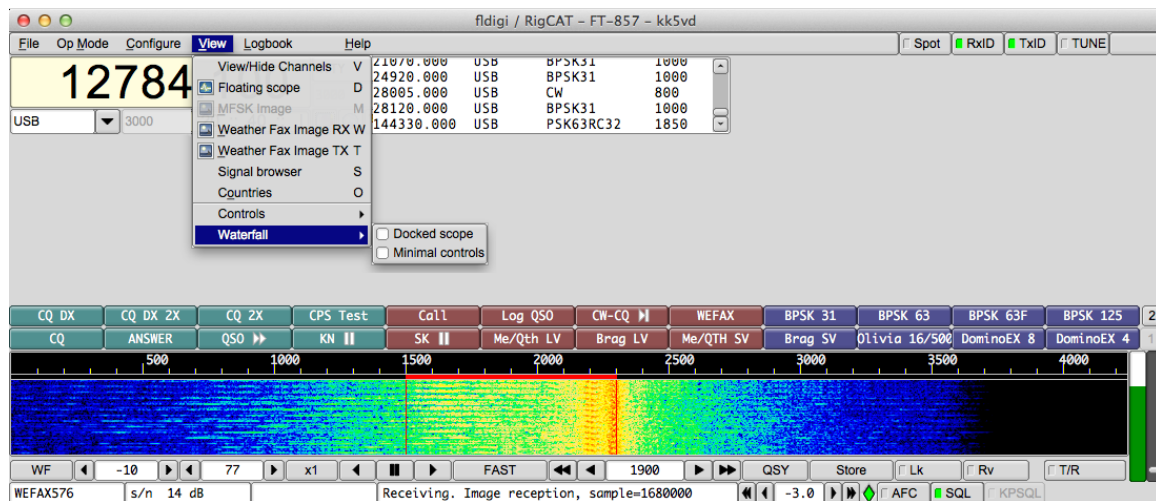 fldigi / RigCAT - FT-857 - kk5vd
File Op Mode Configure View Logbook Help Spot RxID TxID TUNE
View/Hide Channels V
Floating scope D
MFSK Image M
Weather Fax Image RX W
Weather Fax Image TX T
Signal browser S
Countries O
Controls
Waterfall
Docked scope
Minimal controls
12784
USB 3000
21070.000 USB BPSK31 1000
24920.000 USB BPSK31 1000
28005.000 USB CW 800
28120.000 USB BPSK31 1000
144330.000 USB PSK63RC32 1850
CQ DX CQ DX 2X CQ 2X CPS Test Call Log QSO CW-CQ WEFAX BPSK 31 BPSK 63 BPSK 63F BPSK 125 2
CQ ANSWER QSO KN SK Me/Qth LV Brag LV Me/QTH SV Brag SV Olivia 16/500 DominoEX 8 DominoEX 4 1
500 1000 1500 2000 2500 3000 3500 4000
WF -10 77 x1 FAST 1900 QSY Store Lk Rv T/R
WEFAX576 s/n 14 dB Receiving. Image reception, sample=1680000 -3.0 AFC SQL KPSQL